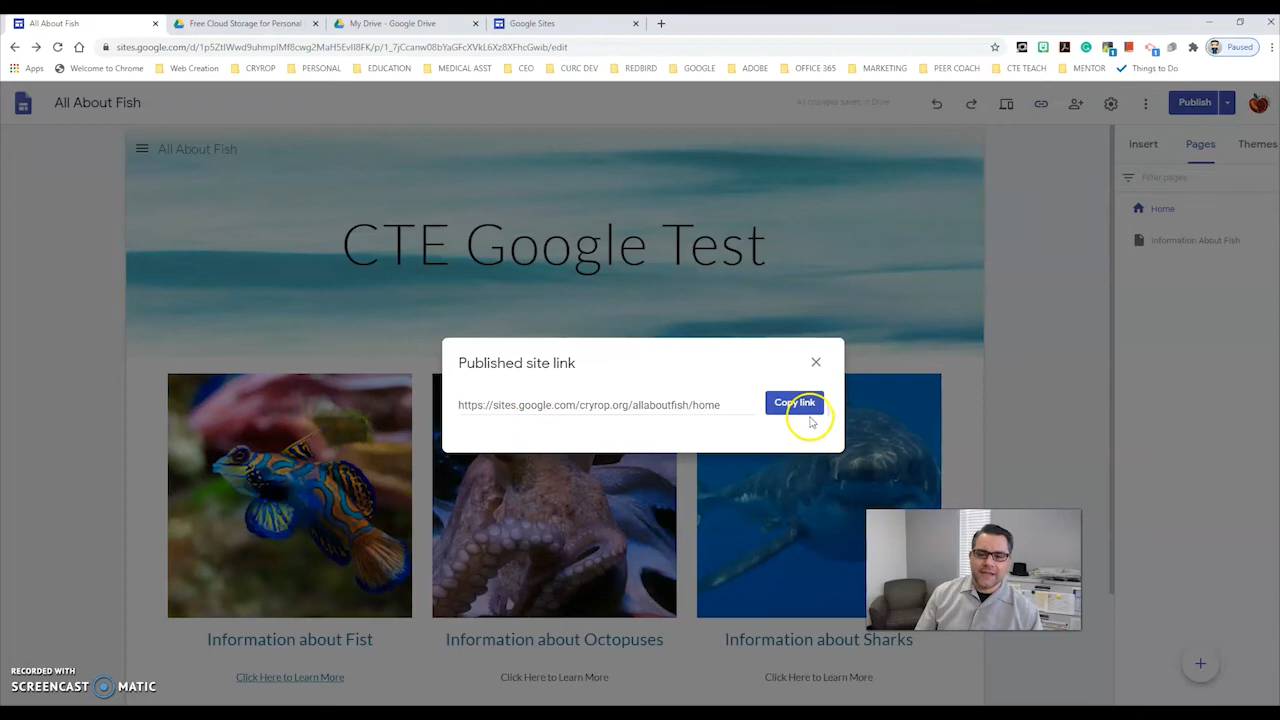 All About Fish
Free Cloud Storage for Personal
My Drive - Google Drive
Google Sites
sites.google.com/d/1p5ZtIWwd9uhmpIMf8cwg2MaH5EvII8FK/p/1_7jCcanw08bYaGFcXVkL6Xz8XFhcGwib/edit
Paused
Apps Welcome to Chrome Web Creation CRYROP PERSONAL EDUCATION MEDICAL ASST CEO CURC DEV REDBIRD GOOGLE ADOBE OFFICE 365 MARKETING PEER COACH CTE TEACH MENTOR Things to Do
All About Fish
All changes saved in Drive
Publish
Insert Pages Themes
All About Fish
Filter pages
Home
Information About Fish
CTE Google Test
Published site link
https://sites.google.com/cryrop.org/allaboutfish/home
Copy link
Information about Fist
Information about Octopuses
Information about Sharks
Click Here to Learn More
Click Here to Learn More
Click Here to Learn More
RECORDED WITH
SCREENCAST MATIC